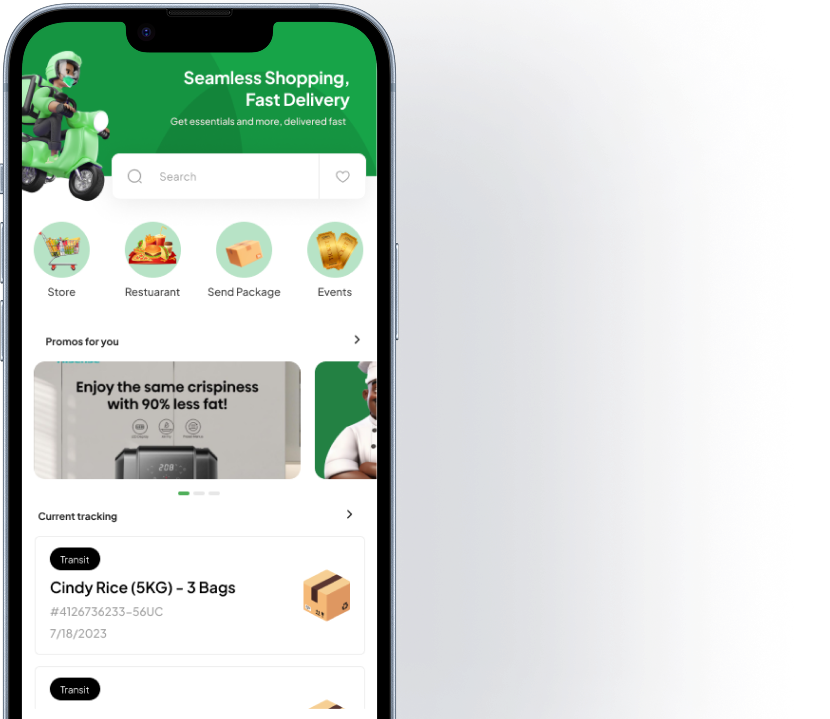 Seamless Shopping,
Fast Delivery
Get essentials and more, delivered fast
Search
Store
Restuarant
Send Package
Events
Promos for you
Enjoy the same crispiness
with 90% less fat!
208°
Current tracking
Transit
Cindy Rice (5KG) - 3 Bags
#4126736233-56UC
7/18/2023
Transit